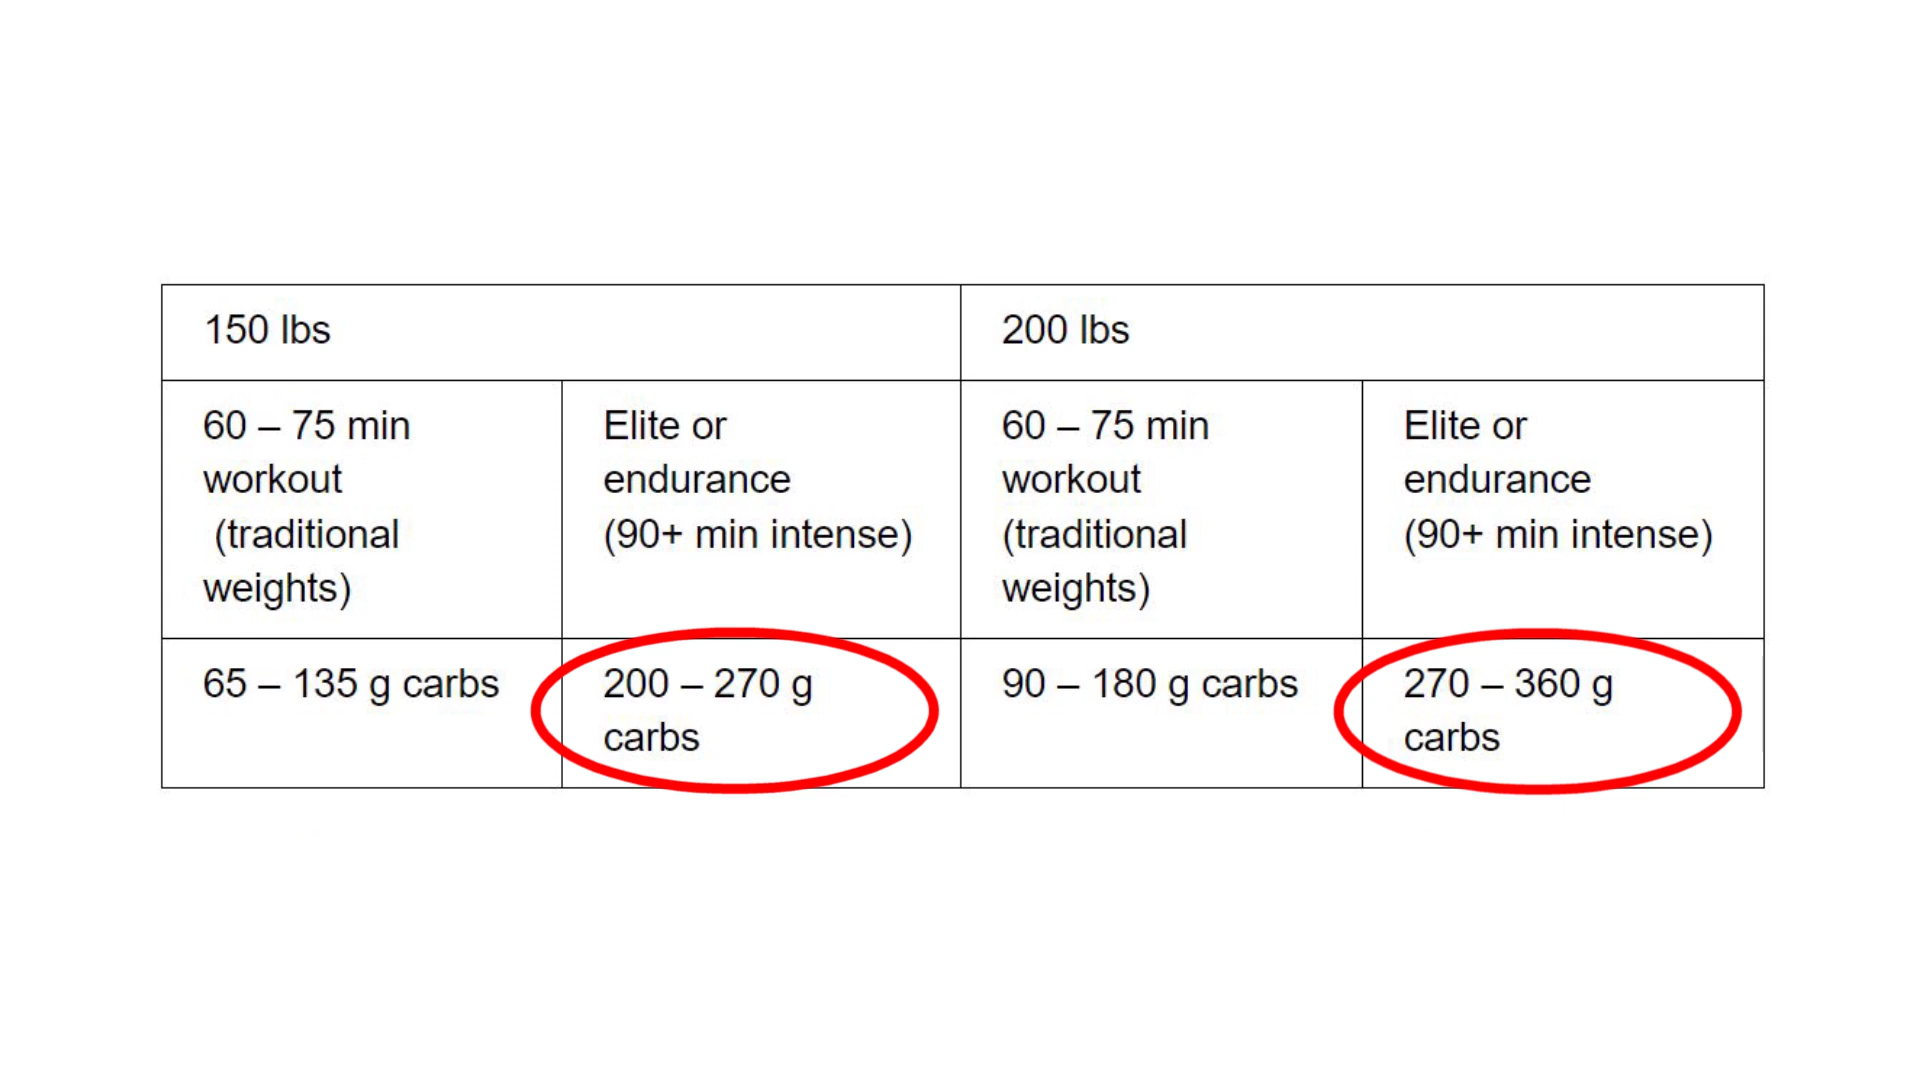 150 lbs
200 lbs
60 – 75 min
workout
(traditional
weights)
Elite or
endurance
(90+ min intense)
60 – 75 min
workout
(traditional
weights)
Elite or
endurance
(90+ min intense)
65 – 135 g carbs
200 – 270 g
carbs
90 – 180 g carbs
270 – 360 g
carbs